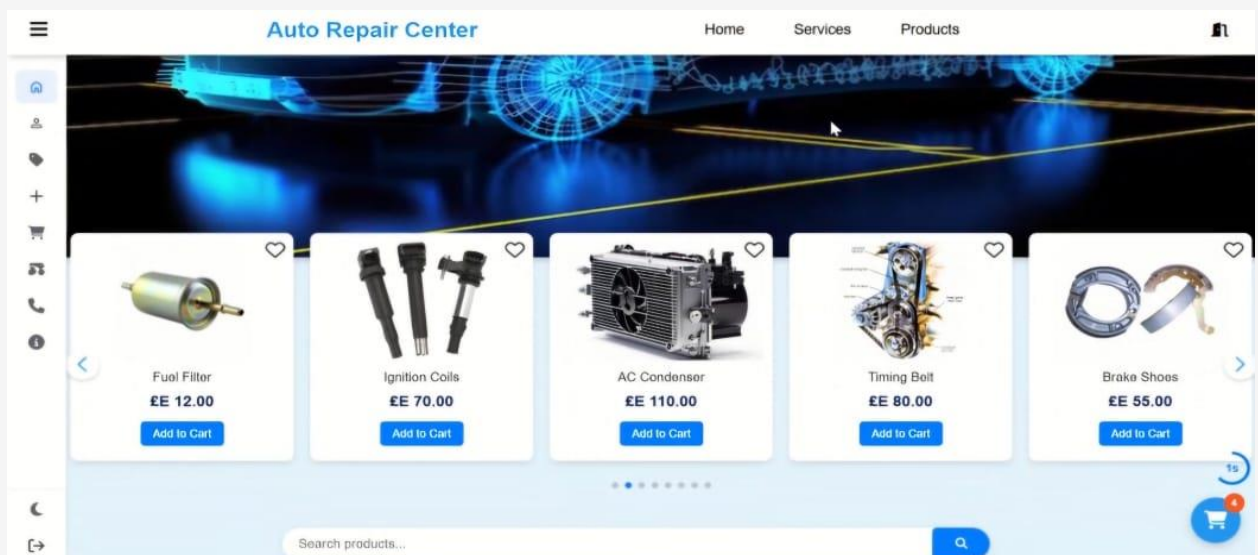 Auto Repair Center
Home Services Products
Fuel Filter
£E 12.00
Add to Cart
Ignition Coils
£E 70.00
Add to Cart
AC Condenser
£E 110.00
Add to Cart
Timing Belt
£E 80.00
Add to Cart
Brake Shoes
£E 55.00
Add to Cart
1s
4
Search products...